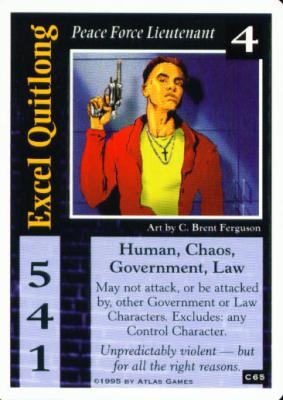 Excel Quitlong
Peace Force Lieutenant
4
Art by C. Brent Ferguson
5
4
1
Human, Chaos,
Government, Law
May not attack, or be attacked
by, other Government or Law
Characters. Excludes: any
Control Character.
Unpredictably violent — but
for all the right reasons.
©1995 BY ATLAS GAMES
C65